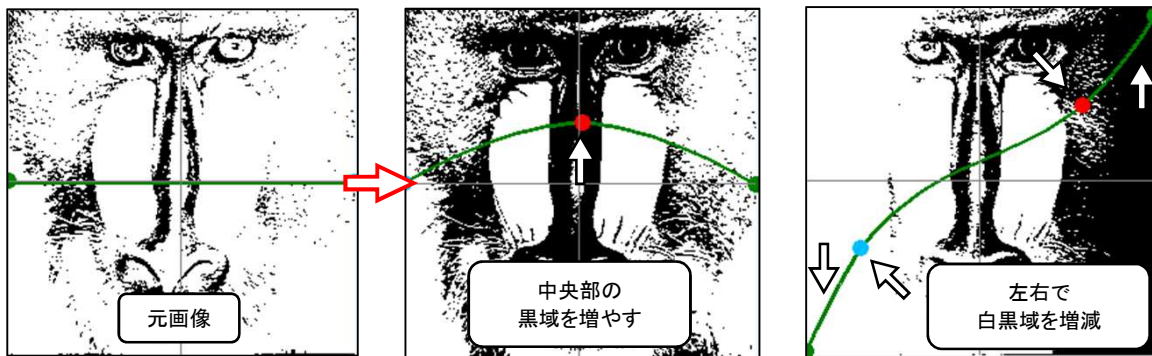 元画像
中央部の
黒域を増やす
左右で
白黒域を増減